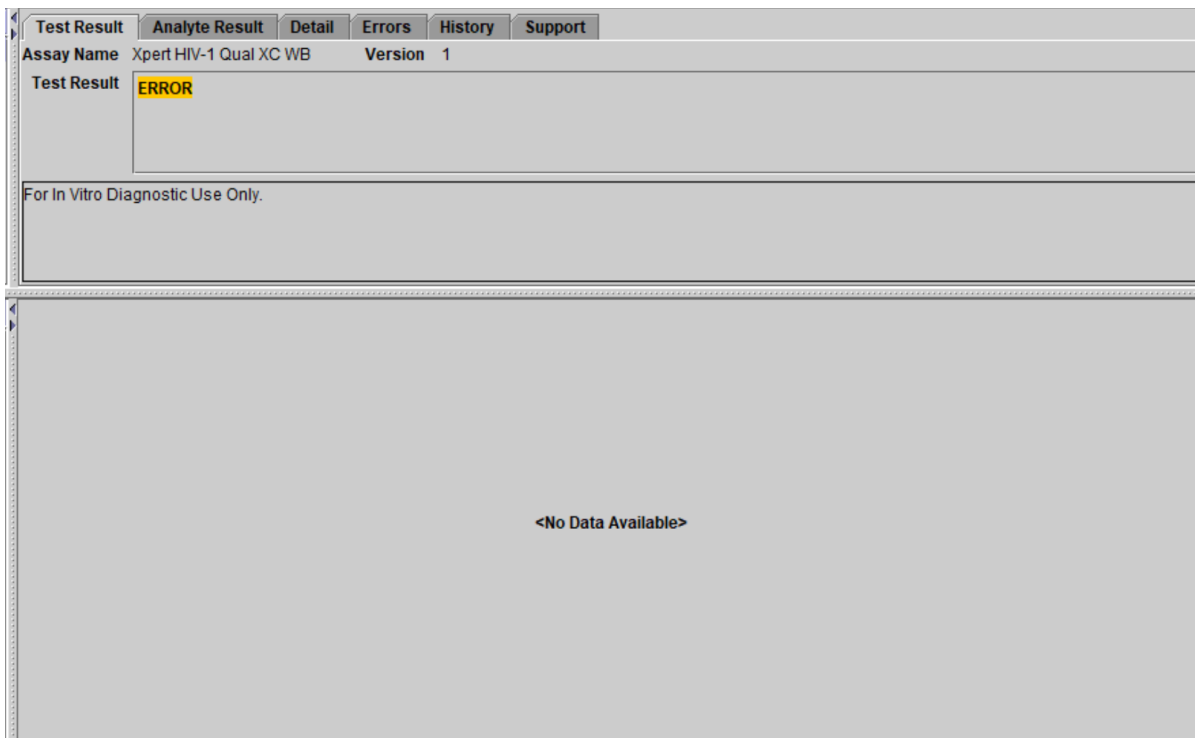 Test Result Analyte Result Detail Errors History Support
Assay Name Xpert HIV-1 Qual XC WB Version 1
Test Result ERROR
For In Vitro Diagnostic Use Only.
<No Data Available>